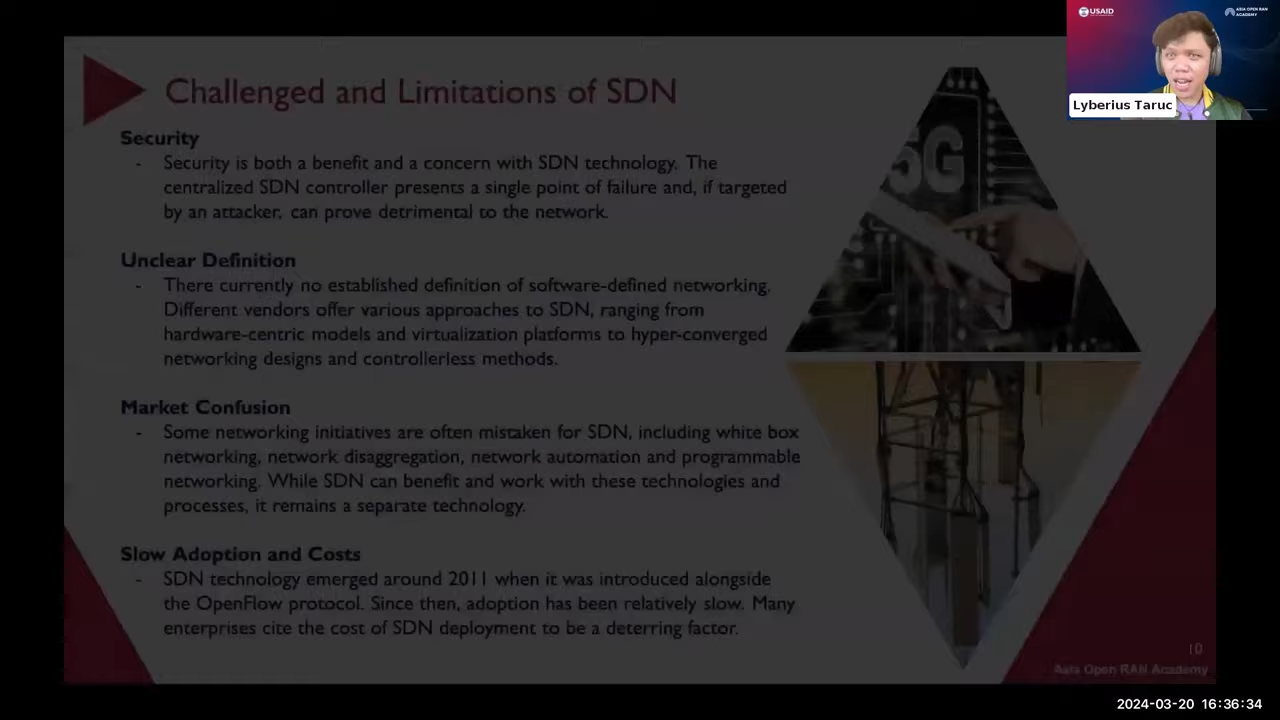 USAID
ASIA OPEN RAN
ACADEMY
Lyberius Taruc
Challenged and Limitations of SDN
Security
- Security is both a benefit and a concern with SDN technology. The
centralized SDN controller presents a single point of failure and, if targeted
by an attacker, can prove detrimental to the network.
Unclear Definition
- There currently no established definition of software-defined networking.
Different vendors offer various approaches to SDN, ranging from
hardware-centric models and virtualization platforms to hyper-converged
networking designs and controllerless methods.
Market Confusion
- Some networking initiatives are often mistaken for SDN, including white box
networking, network disaggregation, network automation and programmable
networking. While SDN can benefit and work with these technologies and
processes, it remains a separate technology.
Slow Adoption and Costs
- SDN technology emerged around 2011 when it was introduced alongside
the OpenFlow protocol. Since then, adoption has been relatively slow. Many
enterprises cite the cost of SDN deployment to be a deterring factor.
5G
10
Asia Open RAN Academy
2024-03-20 16:36:34